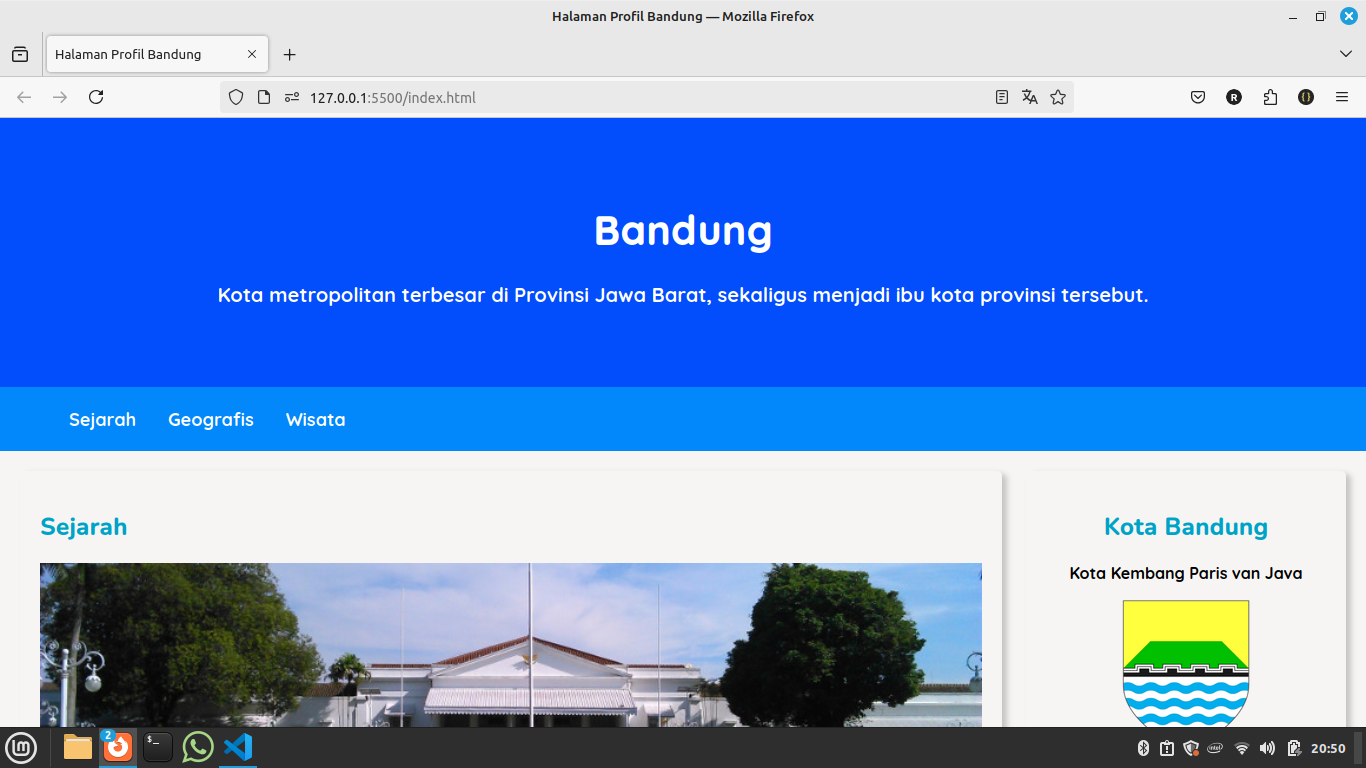 Halaman Profil Bandung — Mozilla Firefox
Halaman Profil Bandung
127.0.0.1:5500/index.html
R
{}
Bandung
Kota metropolitan terbesar di Provinsi Jawa Barat, sekaligus menjadi ibu kota provinsi tersebut.
Sejarah Geografis Wisata
Sejarah
Kota Bandung
Kota Kembang Paris van Java
2
$_
intel
20:50